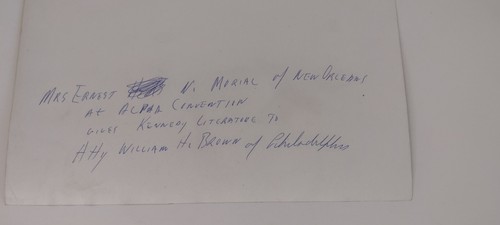 Mrs Ernest N. Morial of New Orleans
at Alpha Convention
gives Kennedy Literature to
Atty William H. Brown of Philadelphia